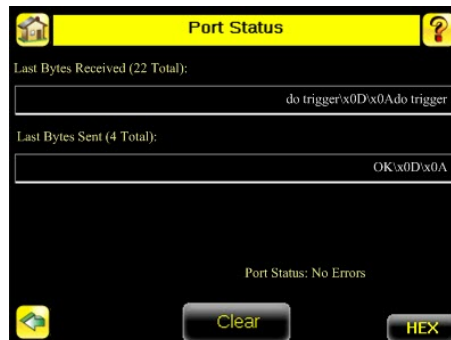 Port Status
?
Last Bytes Received (22 Total):
do trigger\x0D\x0Ado trigger
Last Bytes Sent (4 Total):
OK\x0D\x0A
Port Status: No Errors
Clear
HEX